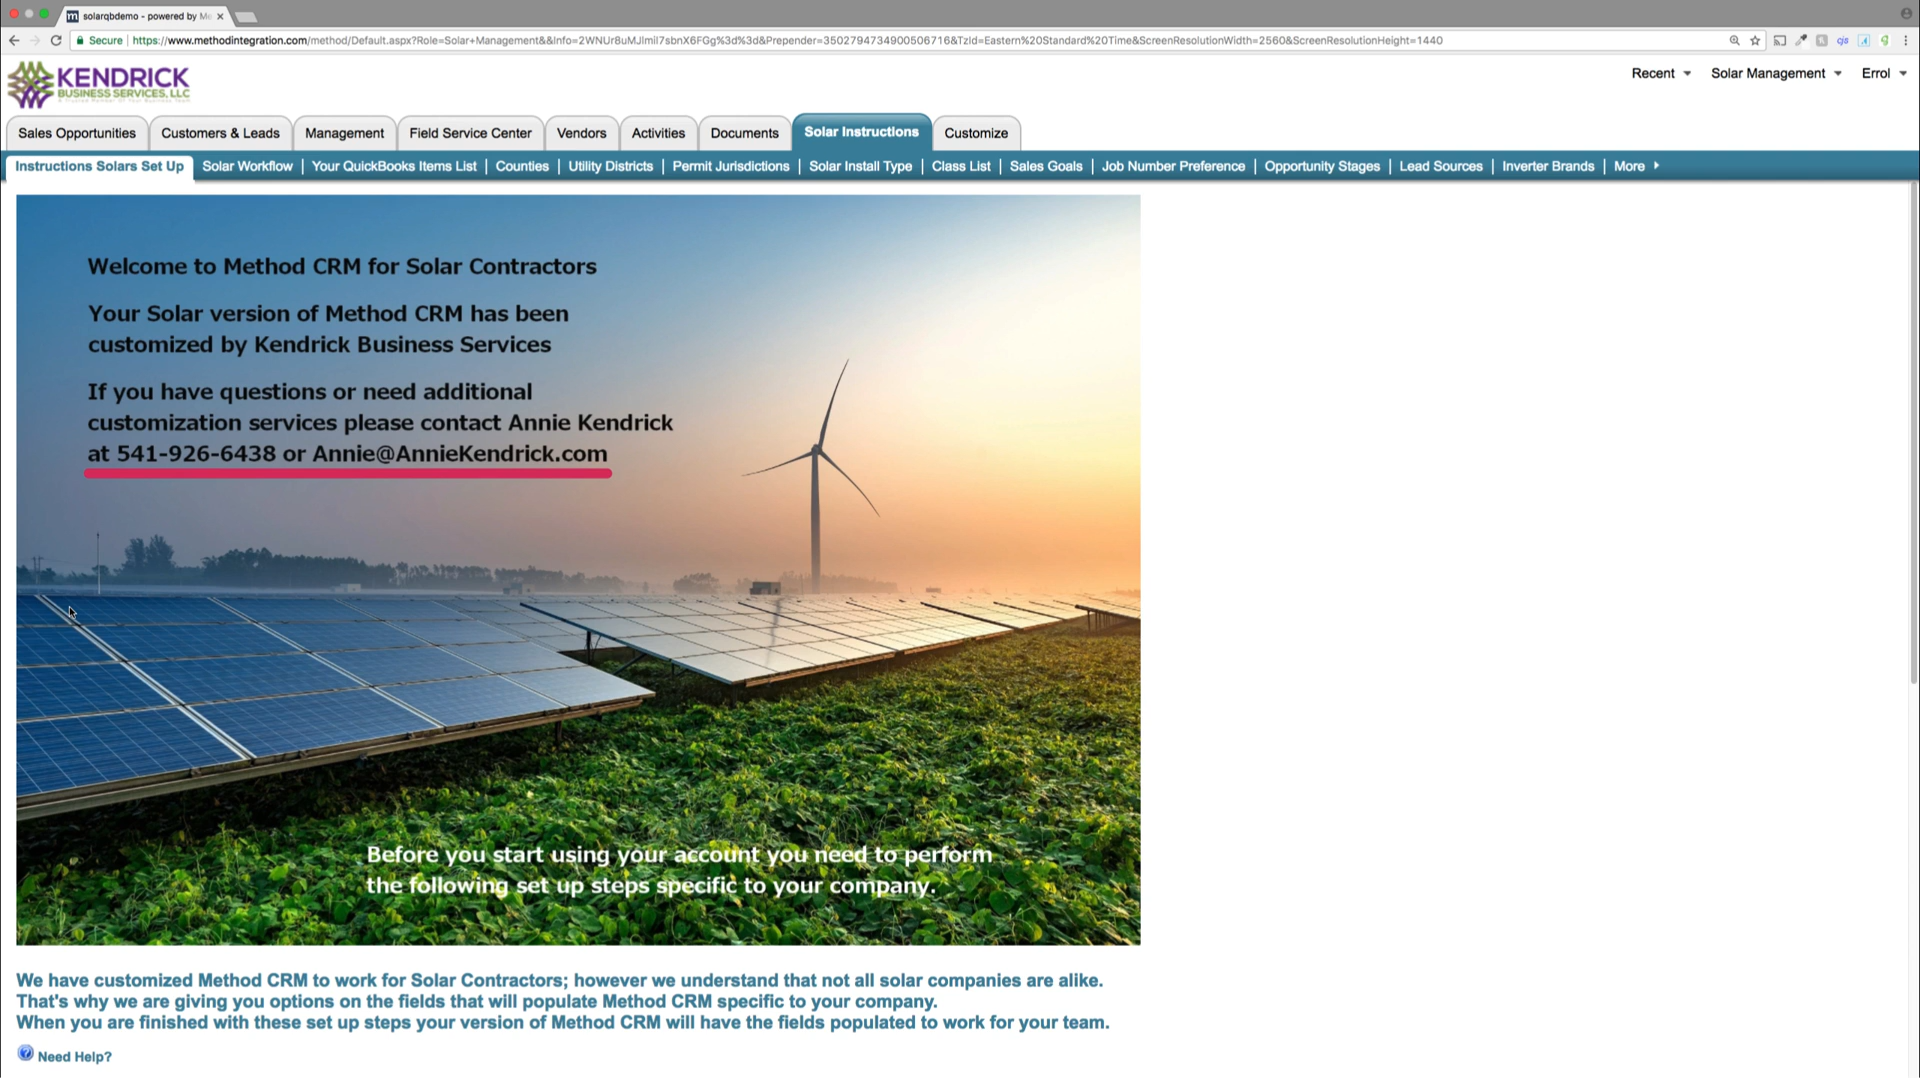 solarqbdemo - powered by Me
Secure
https://www.methodintegration.com/method/Default.aspx?Role=Solar+Management&&Info=2WNUr8uMJlmiI7sbnX6FGg%3d%3d&Prepender=3502794734900506716&TzId=Eastern%20Standard%20Time&ScreenResolutionWidth=2560&ScreenResolutionHeight=1440
KENDRICK
BUSINESS SERVICES, LLC
A Trusted Member Of Your Business Team
Recent
Solar Management
Errol
Sales Opportunities
Customers & Leads
Management
Field Service Center
Vendors
Activities
Documents
Solar Instructions
Customize
Instructions Solars Set Up
Solar Workflow
Your QuickBooks Items List
Counties
Utility Districts
Permit Jurisdictions
Solar Install Type
Class List
Sales Goals
Job Number Preference
Opportunity Stages
Lead Sources
Inverter Brands
More
Welcome to Method CRM for Solar Contractors
Your Solar version of Method CRM has been
customized by Kendrick Business Services
If you have questions or need additional
customization services please contact Annie Kendrick
at 541-926-6438 or Annie@AnnieKendrick.com
Before you start using your account you need to perform
the following set up steps specific to your company.
We have customized Method CRM to work for Solar Contractors; however we understand that not all solar companies are alike.
That's why we are giving you options on the fields that will populate Method CRM specific to your company.
When you are finished with these set up steps your version of Method CRM will have the fields populated to work for your team.
Need Help?